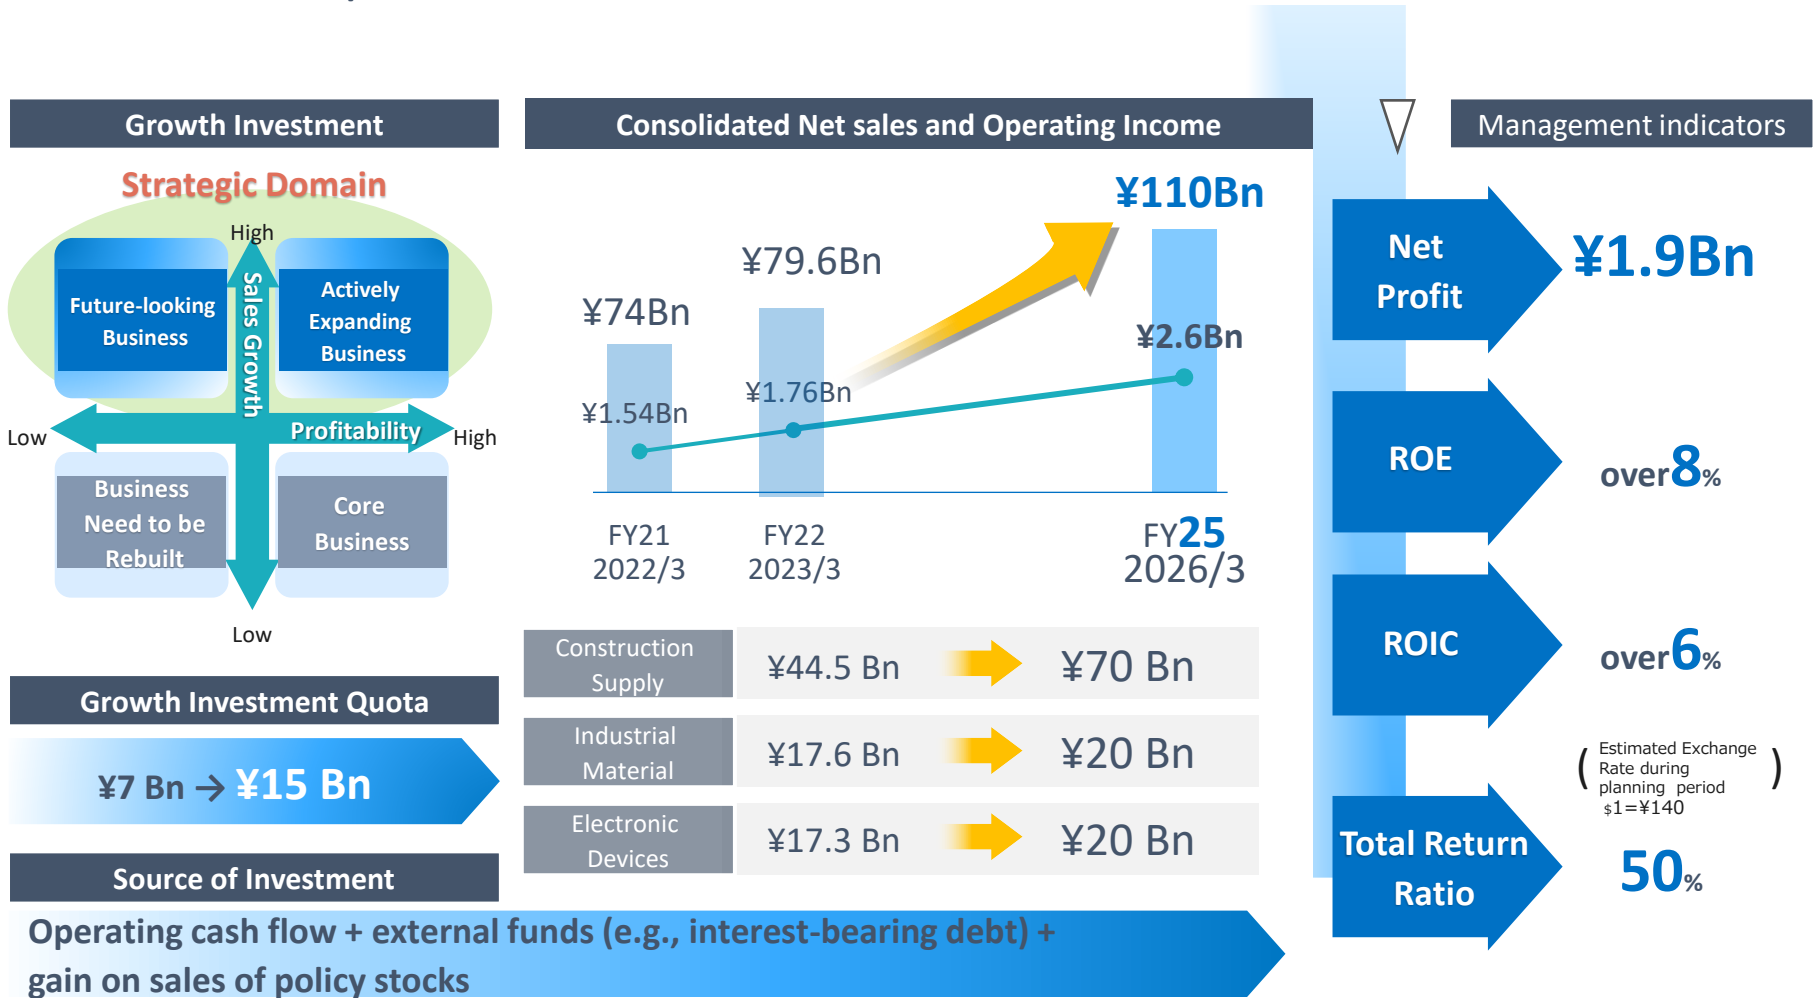 Growth Investment
Strategic Domain
High
Future-looking
Business
Actively
Expanding
Business
Sales Growth
Low
Profitability
High
Business
Need to be
Rebuilt
Core
Business
Low
Growth Investment Quota
¥7 Bn → ¥15 Bn
Source of Investment
Operating cash flow + external funds (e.g., interest-bearing debt) +
gain on sales of policy stocks
Consolidated Net sales and Operating Income
¥110Bn
¥79.6Bn
¥74Bn
¥2.6Bn
¥1.76Bn
¥1.54Bn
FY21
2022/3
FY22
2023/3
FY25
2026/3
Construction
Supply
¥44.5 Bn
¥70 Bn
Industrial
Material
¥17.6 Bn
¥20 Bn
Electronic
Devices
¥17.3 Bn
¥20 Bn
Management indicators
Net
Profit
¥1.9Bn
ROE
over8%
ROIC
over6%
( Estimated Exchange
Rate during
planning period )
$1=¥140
Total Return
Ratio
50%